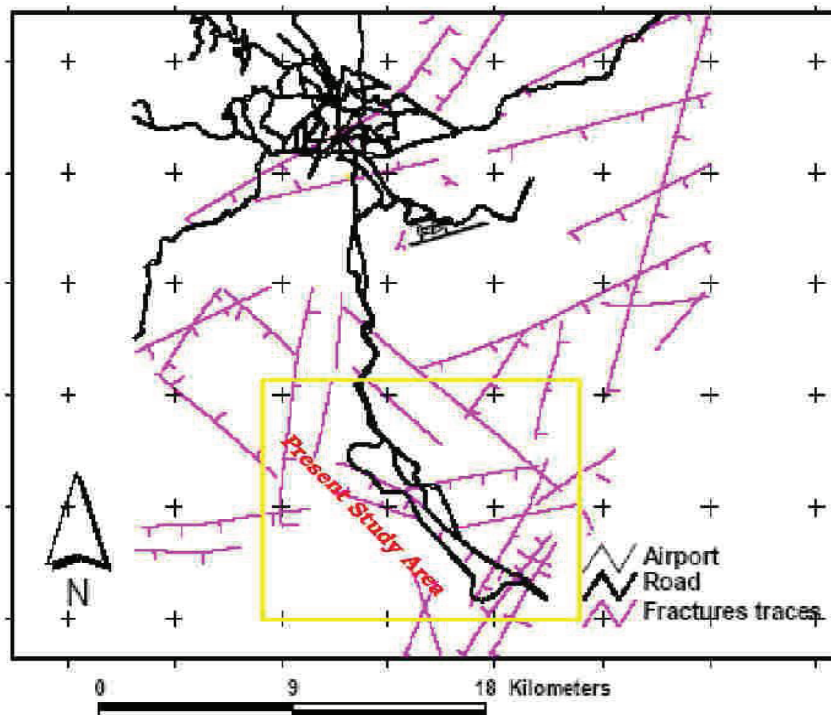 Present Study Area
N
Airport
Road
Fractures traces
0 9 18 Kilometers